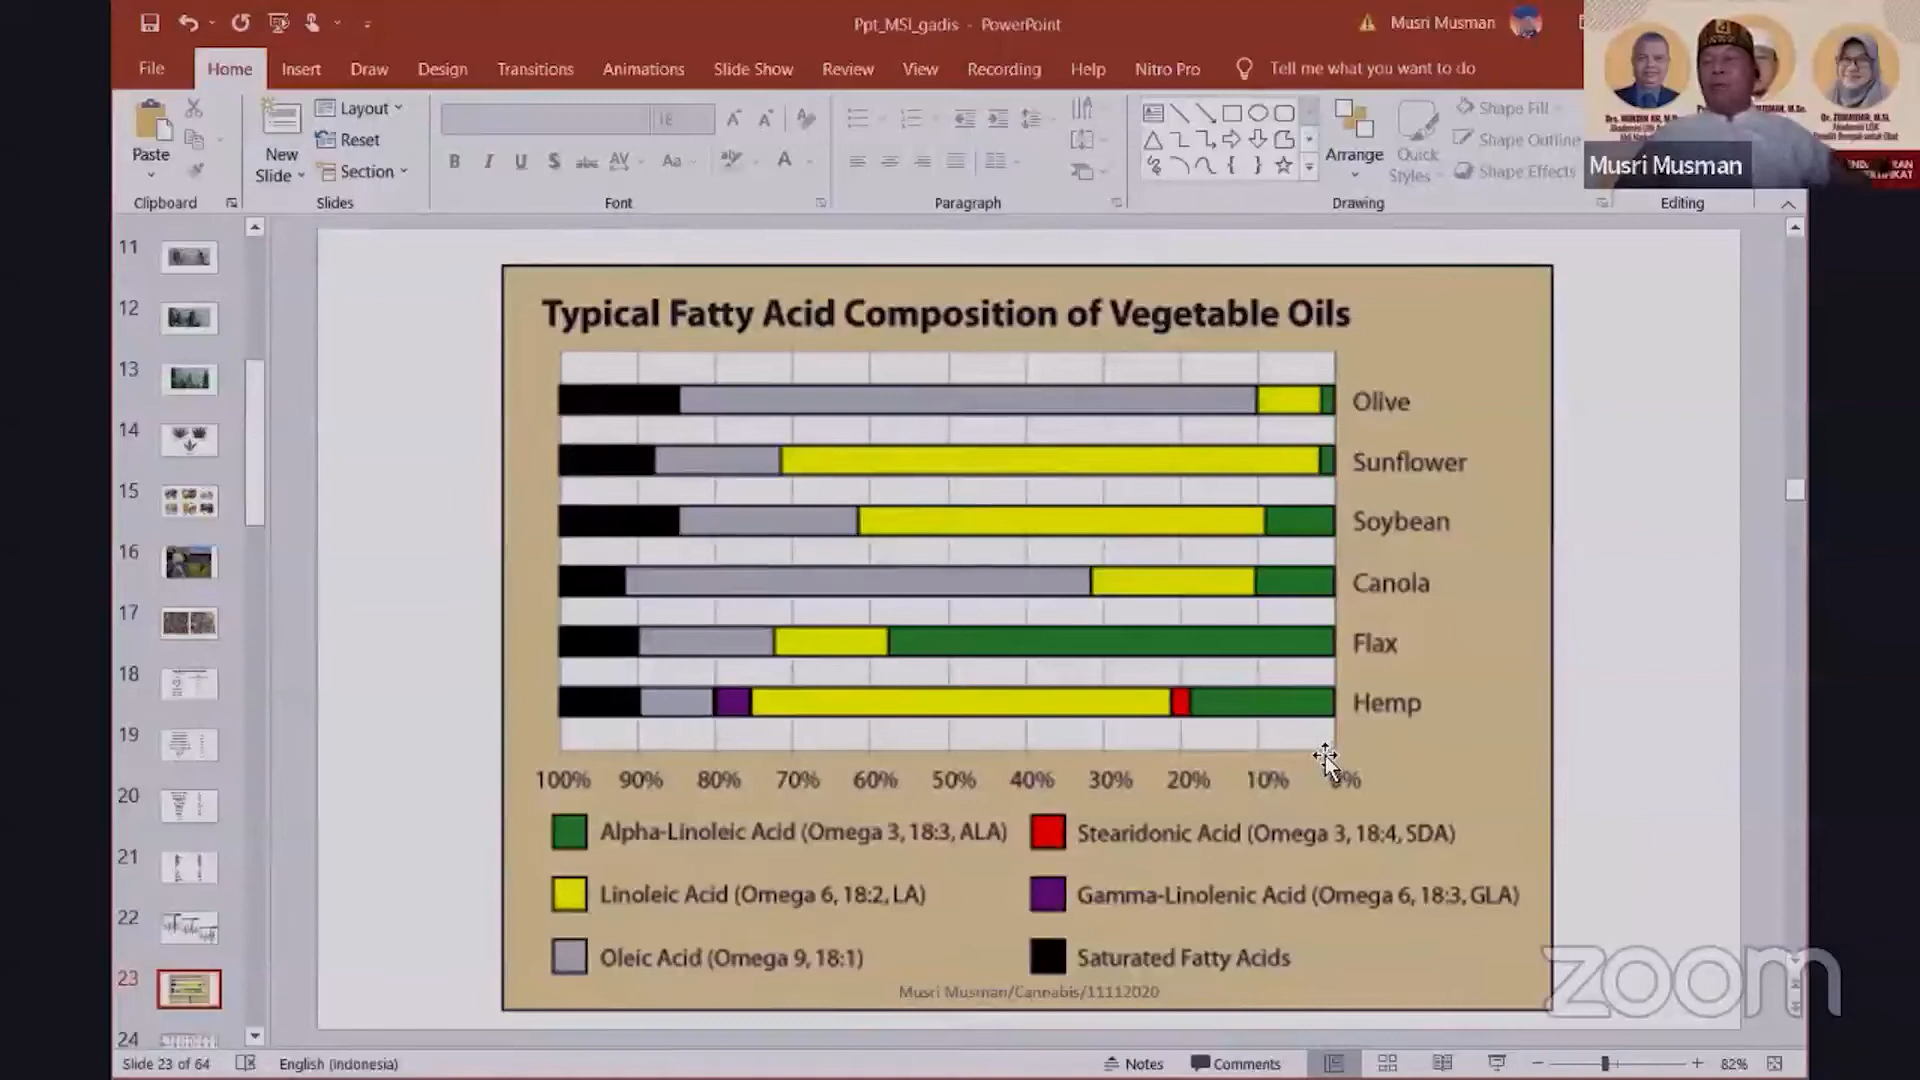 Ppt_MSI_gadis - PowerPoint
Musri Musman
File Home Insert Draw Design Transitions Animations Slide Show Review View Recording Help Nitro Pro Tell me what you want to do
Paste
Clipboard
New Slide
Layout
Reset
Section
Slides
18
Font
Paragraph
Arrange
Quick Styles
Shape Fill
Shape Outline
Shape Effects
Drawing
Editing
Musri Musman
11
12
13
14
15
16
17
18
19
20
21
22
23
24
Typical Fatty Acid Composition of Vegetable Oils
Olive
Sunflower
Soybean
Canola
Flax
Hemp
100% 90% 80% 70% 60% 50% 40% 30% 20% 10% %
Alpha-Linoleic Acid (Omega 3, 18:3, ALA)
Stearidonic Acid (Omega 3, 18:4, SDA)
Linoleic Acid (Omega 6, 18:2, LA)
Gamma-Linolenic Acid (Omega 6, 18:3, GLA)
Oleic Acid (Omega 9, 18:1)
Saturated Fatty Acids
Musri Musman/Cannabis/11112020
zoom
Slide 23 of 64
English (Indonesia)
Notes
Comments
82%